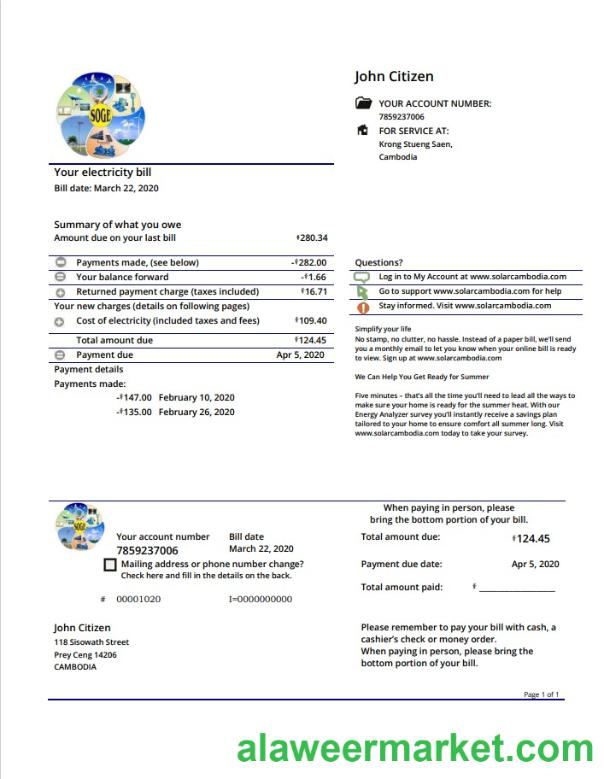 John Citizen
YOUR ACCOUNT NUMBER:
7859237006
FOR SERVICE AT:
Krong Stueng Saen,
Cambodia
SOGE
Your electricity bill
Bill date: March 22, 2020
Summary of what you owe
Amount due on your last bill ៛280.34
Payments made, (see below) -៛282.00
Your balance forward -៛1.66
Returned payment charge (taxes included) ៛16.71
Your new charges (details on following pages)
Cost of electricity (included taxes and fees) ៛109.40
Total amount due ៛124.45
Payment due Apr 5, 2020
Payment details
Payments made:
-៛147.00 February 10, 2020
-៛135.00 February 26, 2020
Questions?
Log in to My Account at www.solarcambodia.com
Go to support www.solarcambodia.com for help
Stay informed. Visit www.solarcambodia.com
Simplify your life
No stamp, no clutter, no hassle. Instead of a paper bill, we'll send
you a monthly email to let you know when your online bill is ready
to view. Sign up at www.solarcambodia.com
We Can Help You Get Ready for Summer
Five minutes – that's all the time you'll need to lead all the ways to
make sure your home is ready for the summer heat. With our
Energy Analyzer survey you'll instantly receive a savings plan
tailored to your home to ensure comfort all summer long. Visit
www.solarcambodia.com today to take your survey.
SOGE
Your account number Bill date
7859237006 March 22, 2020
Mailing address or phone number change?
Check here and fill in the details on the back.
# 00001020 I=0000000000
When paying in person, please
bring the bottom portion of your bill.
Total amount due: ៛124.45
Payment due date: Apr 5, 2020
Total amount paid: ៛ ________________
John Citizen
118 Sisowath Street
Prey Ceng 14206
CAMBODIA
Please remember to pay your bill with cash, a
cashier's check or money order.
When paying in person, please bring the
bottom portion of your bill.
Page 1 of 1
alaweermarket.com